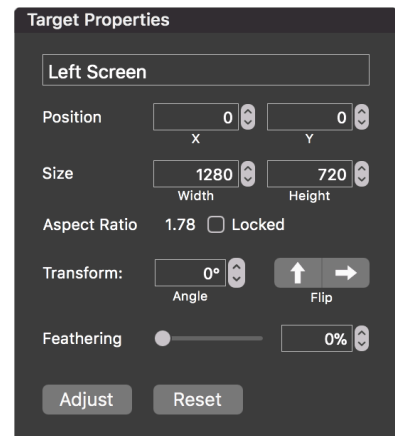 Target Properties
Left Screen
Position 0 0
X Y
Size 1280 720
Width Height
Aspect Ratio 1.78 Locked
Transform: 0°
Angle Flip
Feathering 0%
Adjust Reset